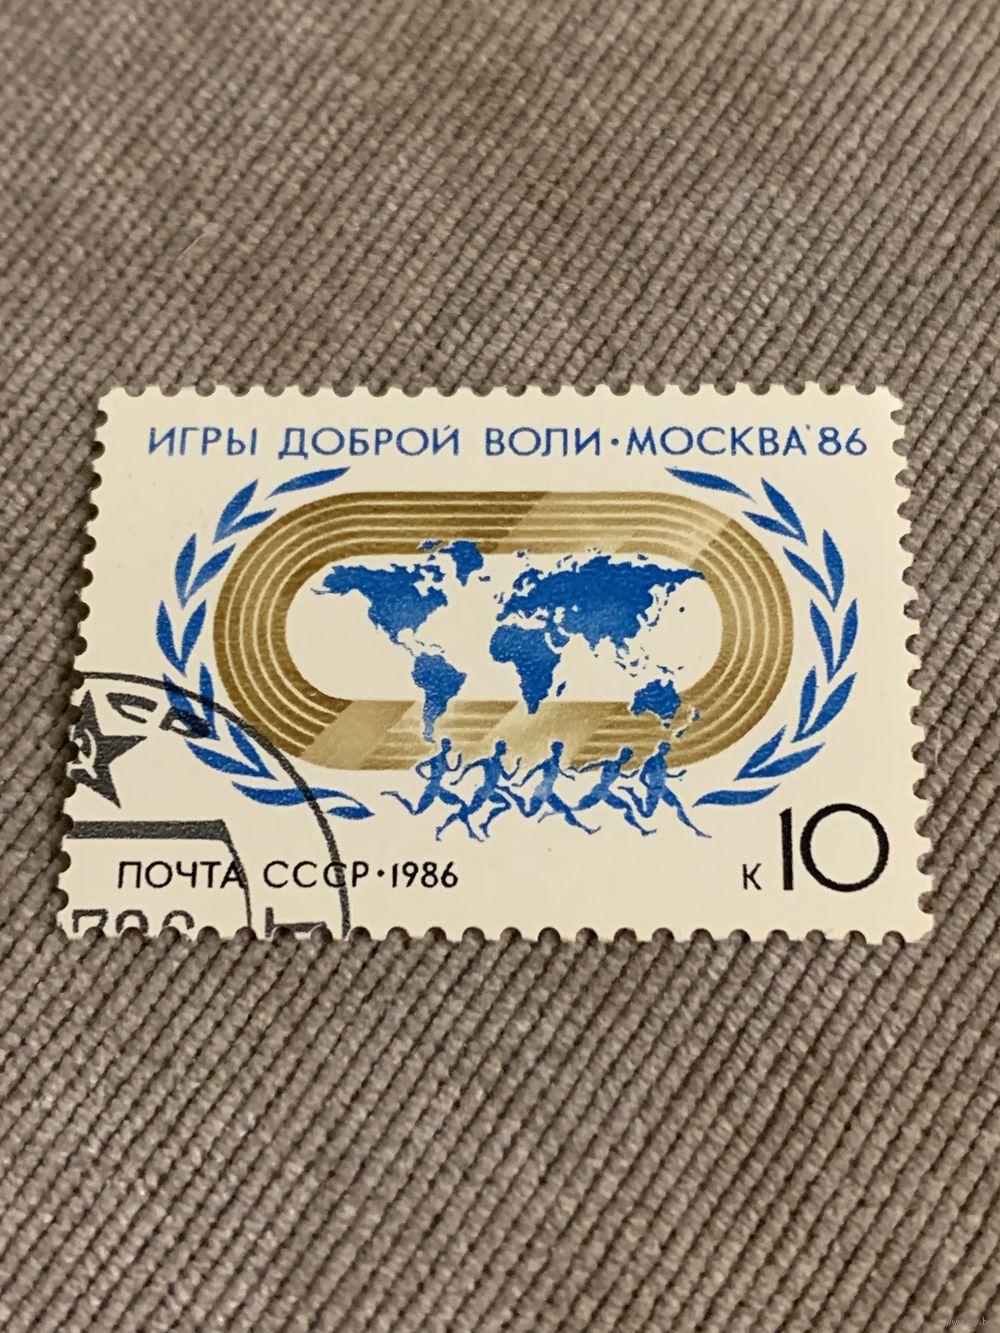 ИГРЫ ДОБРОЙ ВОЛИ·МОСКВА'86
ПОЧТА СССР·1986
к 10